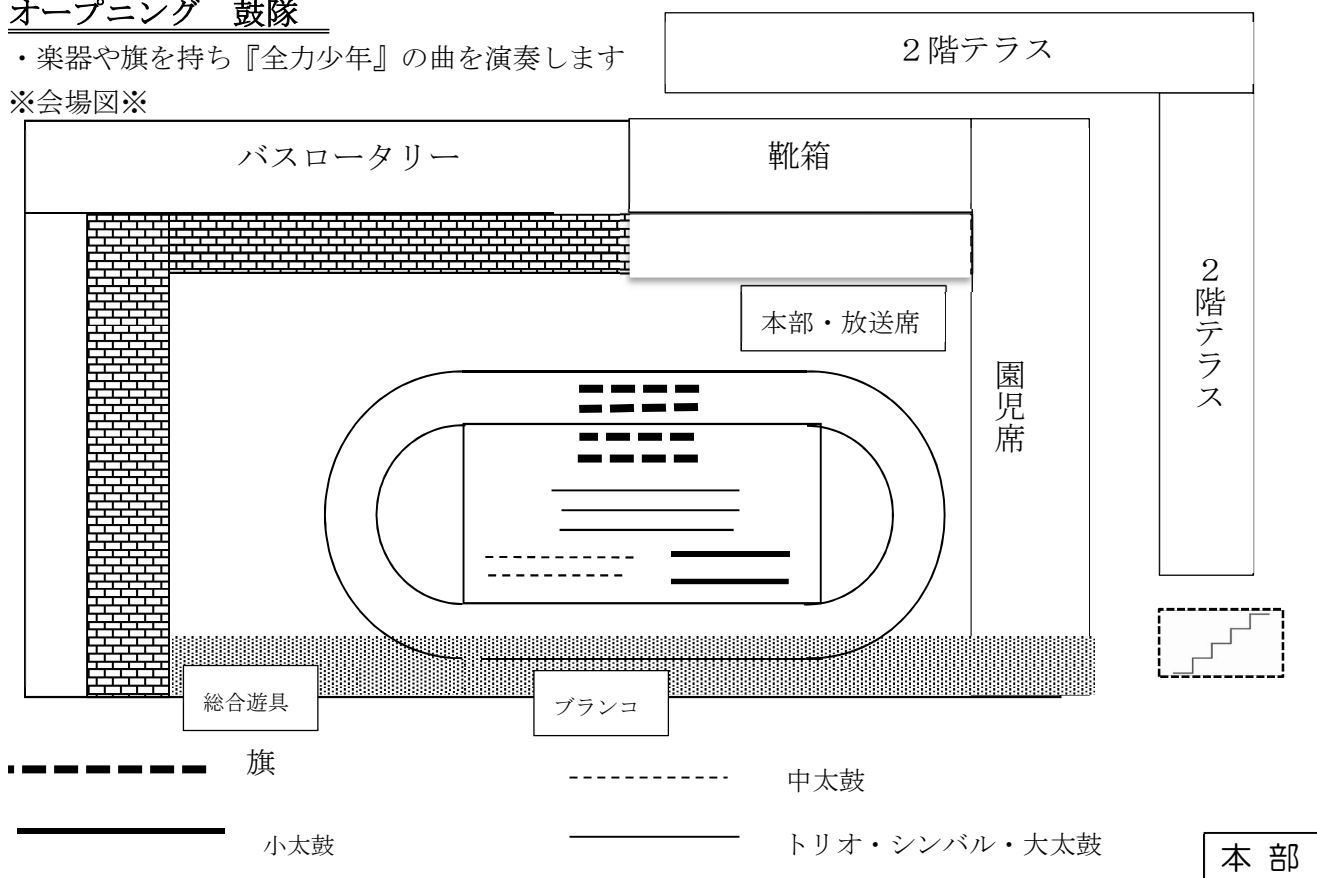 オープニング　鼓隊
・楽器や旗を持ち『全力少年』の曲を演奏します
※会場図※
２階テラス
バスロータリー
靴箱
２階テラス
本部・放送席
園児席
総合遊具
ブランコ
旗
中太鼓
小太鼓
トリオ・シンバル・大太鼓
本 部